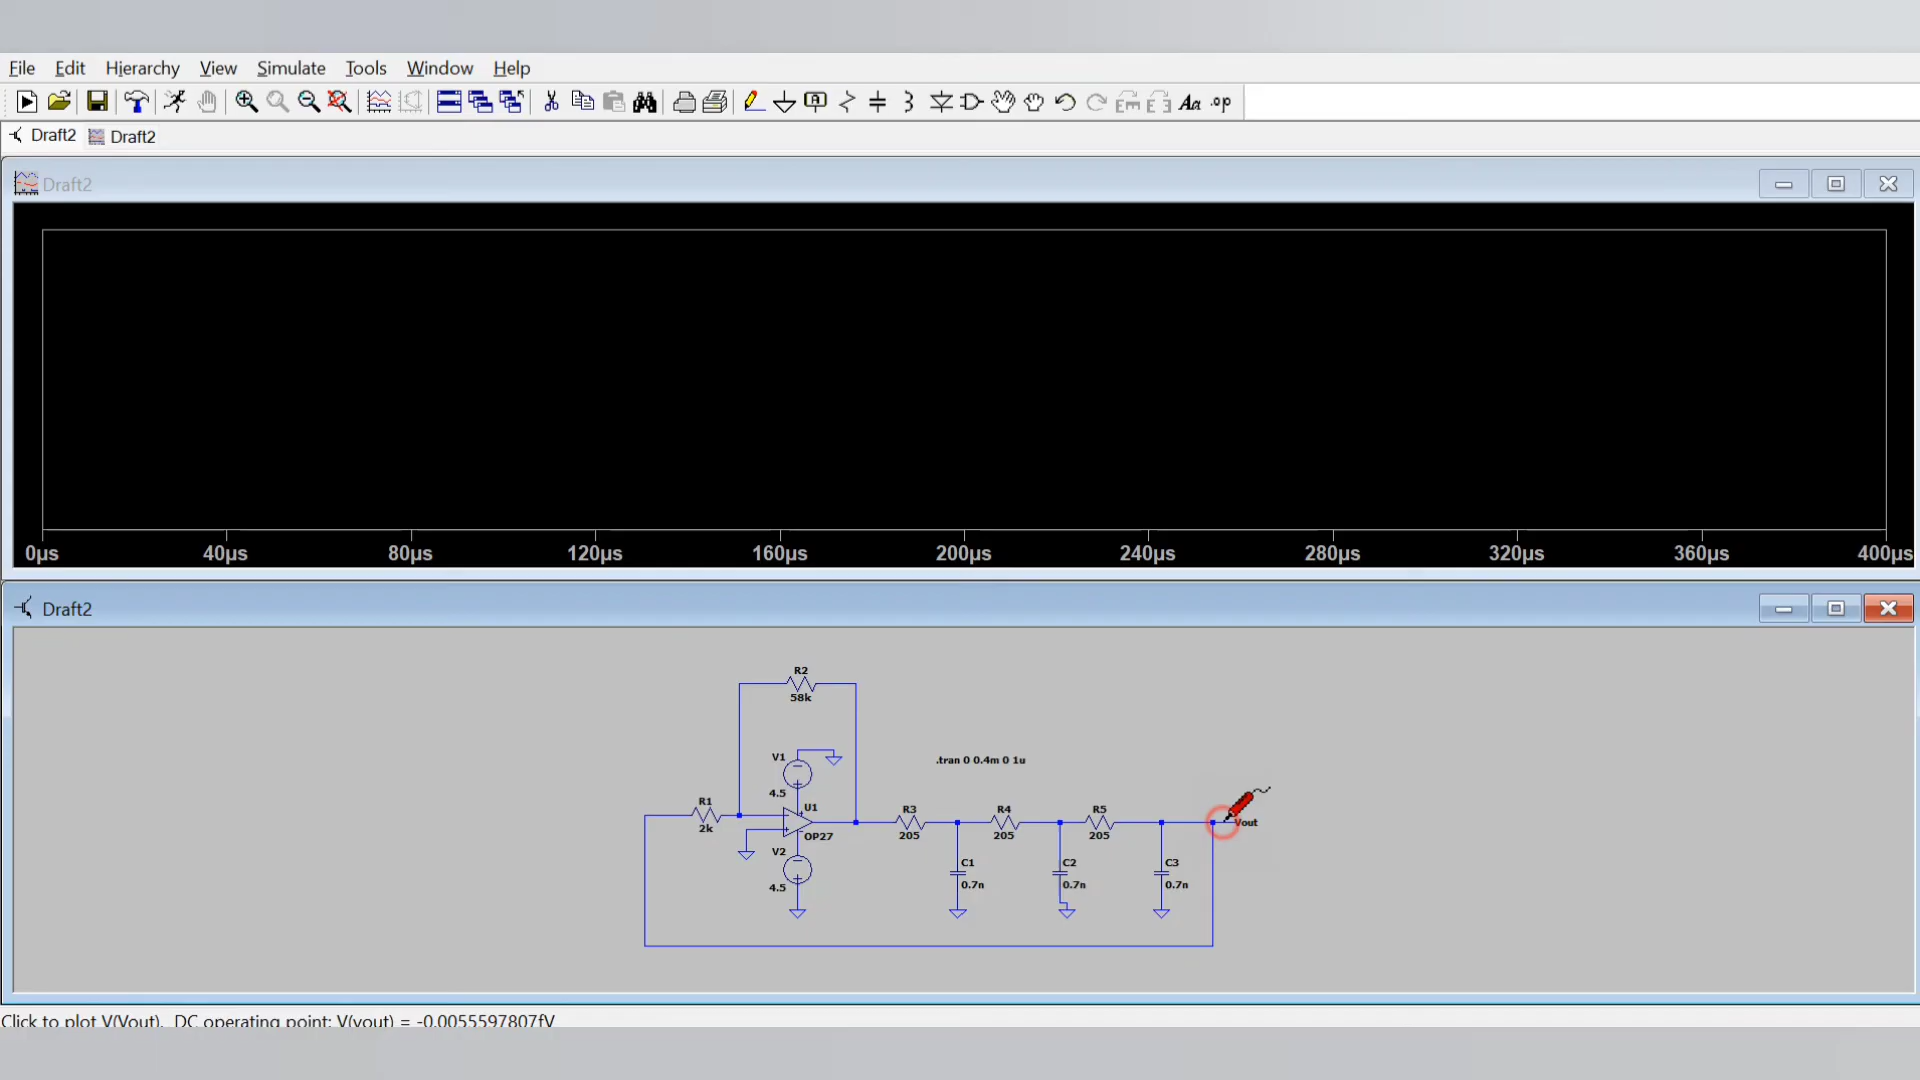 File Edit Hierarchy View Simulate Tools Window Help
Draft2 Draft2
Draft2
0µs 40µs 80µs 120µs 160µs 200µs 240µs 280µs 320µs 360µs 400µs
Draft2
R2
58k
V1
4.5
.tran 0 0.4m 0 1u
R1
2k
U1
OP27
V2
4.5
R3
205
R4
205
R5
205
Vout
C1
0.7n
C2
0.7n
C3
0.7n
Click to plot V(Vout). DC operating point: V(vout) = -0.0055597807fV